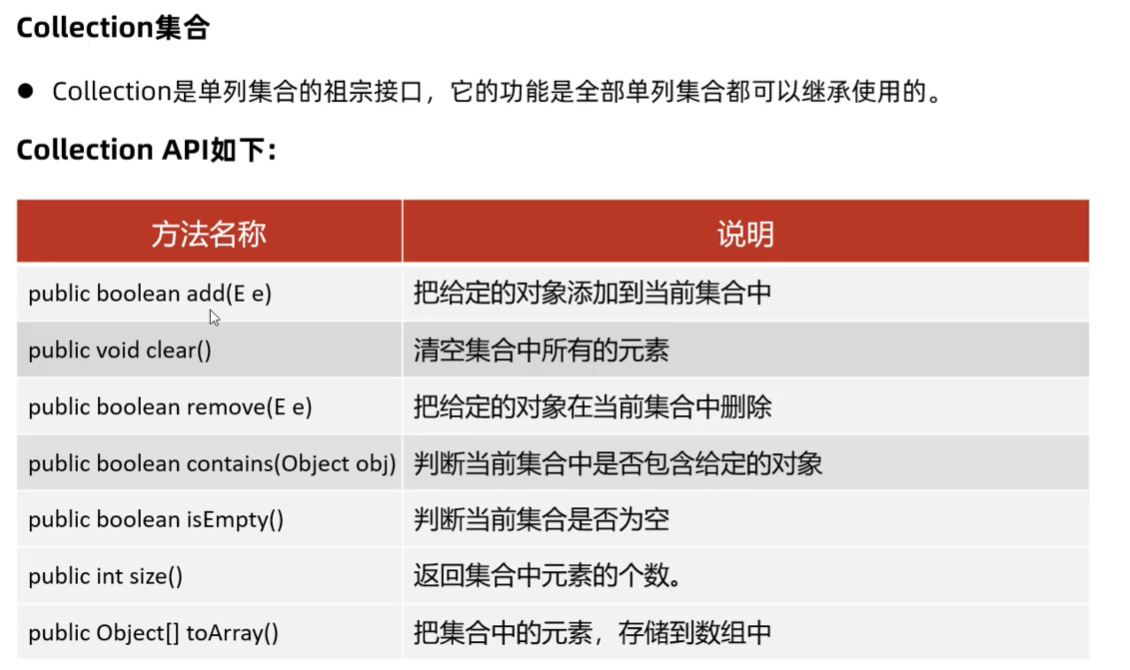 Collection集合
● Collection是单列集合的祖宗接口，它的功能是全部单列集合都可以继承使用的。
Collection API如下：
方法名称 说明
public boolean add(E e) 把给定的对象添加到当前集合中
public void clear() 清空集合中所有的元素
public boolean remove(E e) 把给定的对象在当前集合中删除
public boolean contains(Object obj) 判断当前集合中是否包含给定的对象
public boolean isEmpty() 判断当前集合是否为空
public int size() 返回集合中元素的个数。
public Object[] toArray() 把集合中的元素，存储到数组中